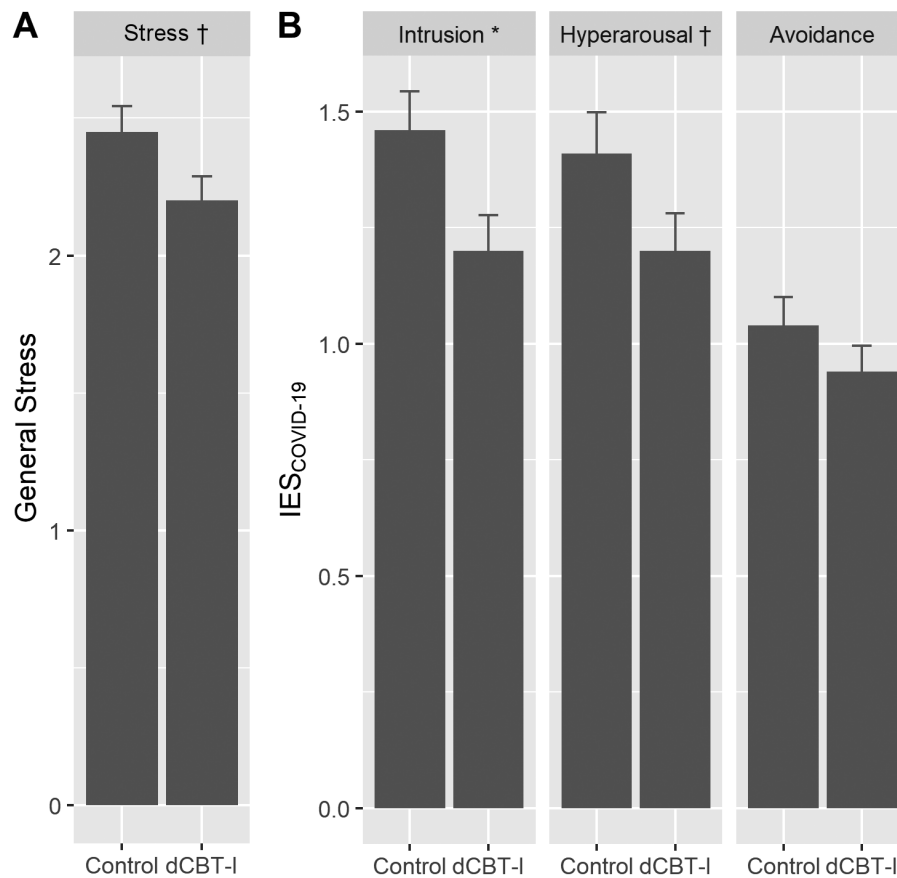 A
Stress †
General Stress
2
1
0
Control dCBT-I
B
Intrusion *
Hyperarousal †
Avoidance
IESCOVID-19
1.5
1.0
0.5
0.0
Control dCBT-I
Control dCBT-I
Control dCBT-I